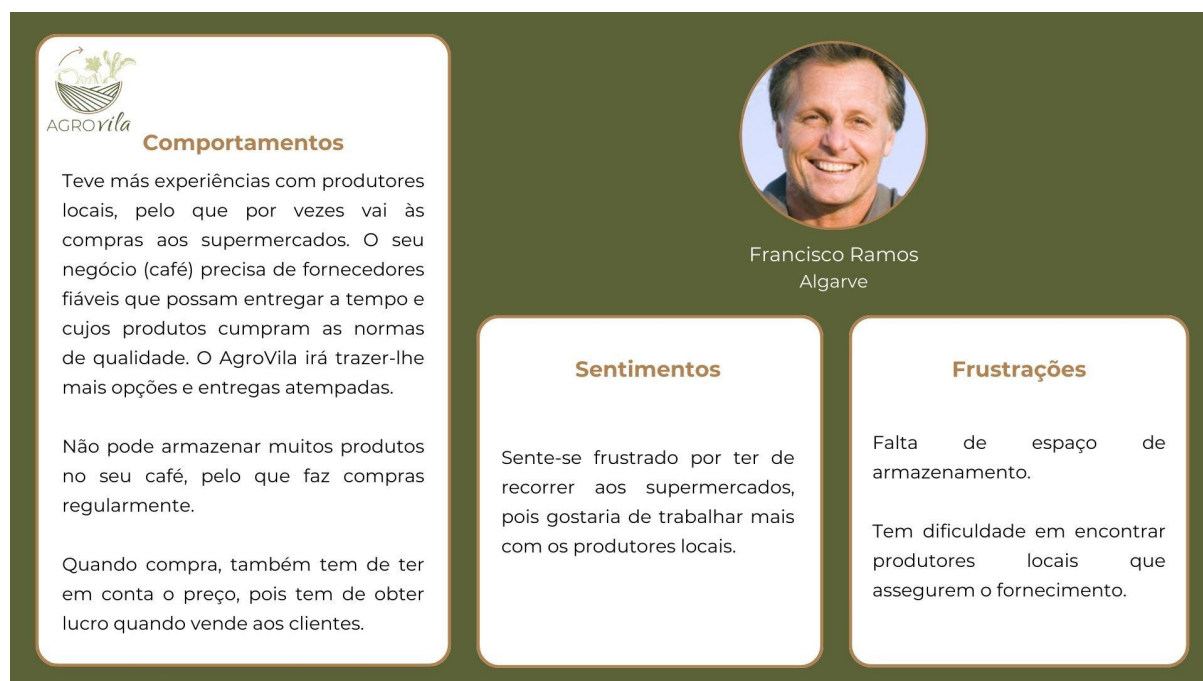 AGROvila
Comportamentos
Teve más experiências com produtores
locais, pelo que por vezes vai às
compras aos supermercados. O seu
negócio (café) precisa de fornecedores
fiáveis que possam entregar a tempo e
cujos produtos cumpram as normas
de qualidade. O AgroVila irá trazer-lhe
mais opções e entregas atempadas.
Não pode armazenar muitos produtos
no seu café, pelo que faz compras
regularmente.
Quando compra, também tem de ter
em conta o preço, pois tem de obter
lucro quando vende aos clientes.
Francisco Ramos
Algarve
Sentimentos
Sente-se frustrado por ter de
recorrer aos supermercados,
pois gostaria de trabalhar mais
com os produtores locais.
Frustrações
Falta de espaço de
armazenamento.
Tem dificuldade em encontrar
produtores locais que
assegurem o fornecimento.